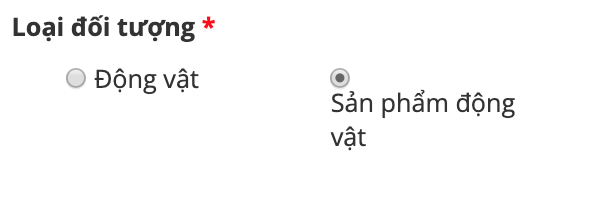 Loại đối tượng *
Động vật
Sản phẩm động
vật